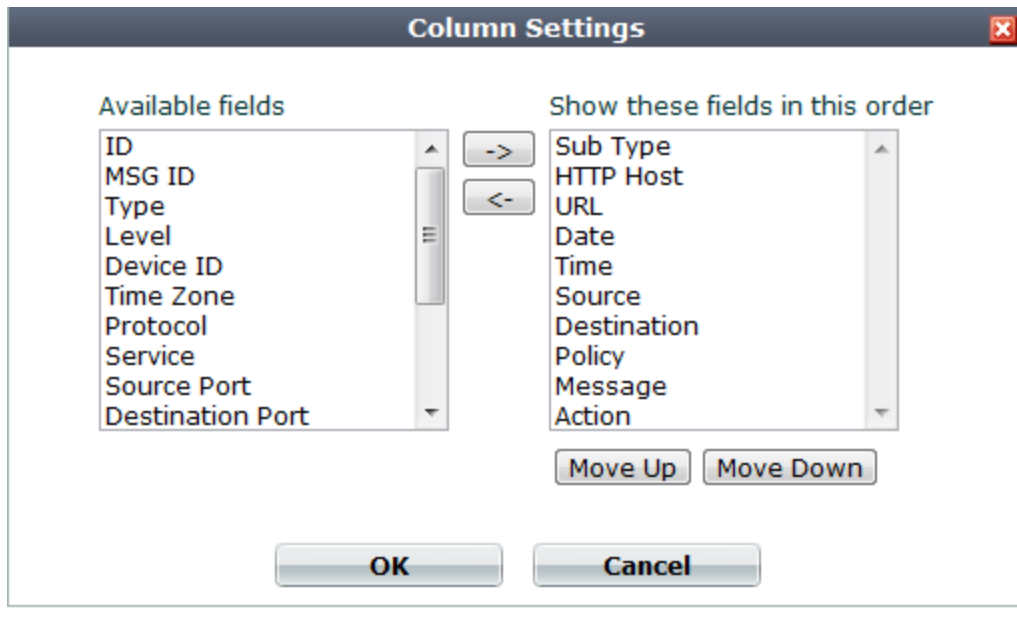 Column Settings
Available fields
ID
MSG ID
Type
Level
Device ID
Time Zone
Protocol
Service
Source Port
Destination Port
->
<-
Show these fields in this order
Sub Type
HTTP Host
URL
Date
Time
Source
Destination
Policy
Message
Action
Move Up Move Down
OK Cancel